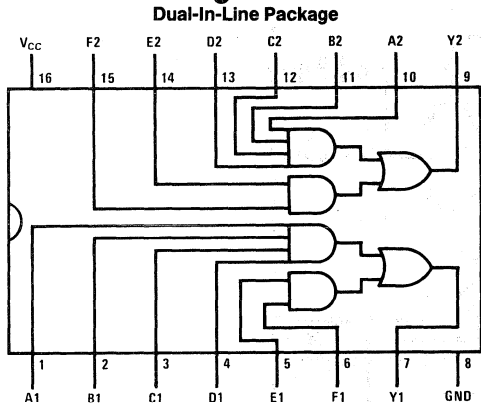 Dual-In-Line Package
VCC F2 E2 D2 C2 B2 A2 Y2
16 15 14 13 12 11 10 9
1 2 3 4 5 6 7 8
A1 B1 C1 D1 E1 F1 Y1 GND